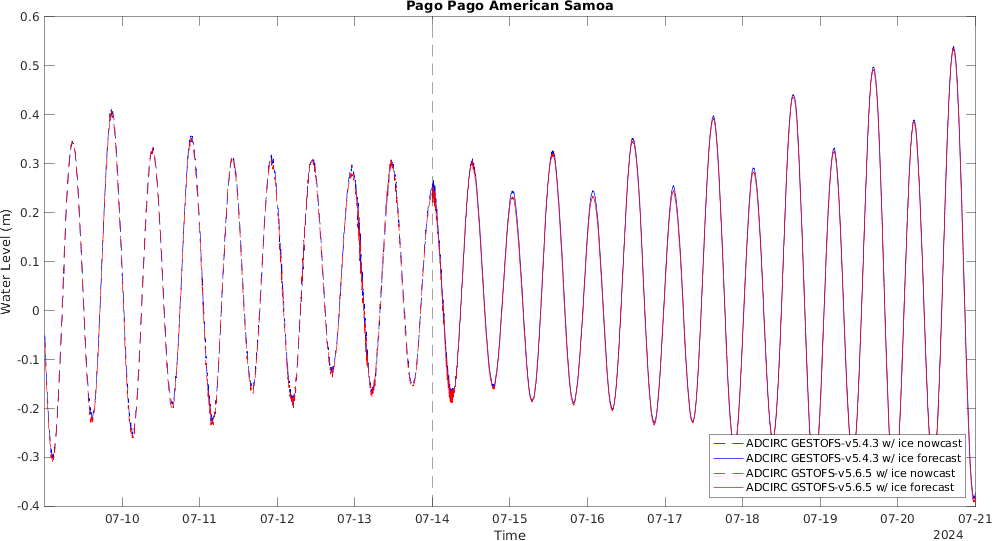 Pago Pago American Samoa
0.6
0.5
0.4
0.3
0.2
0.1
0
-0.1
-0.2
-0.3
-0.4
Water Level (m)
ADCIRC GESTOFS-v5.4.3 w/ ice nowcast
ADCIRC GESTOFS-v5.4.3 w/ ice forecast
ADCIRC GSTOFS-v5.6.5 w/ ice nowcast
ADCIRC GSTOFS-v5.6.5 w/ ice forecast
07-10 07-11 07-12 07-13 07-14 07-15 07-16 07-17 07-18 07-19 07-20 07-21
Time
2024